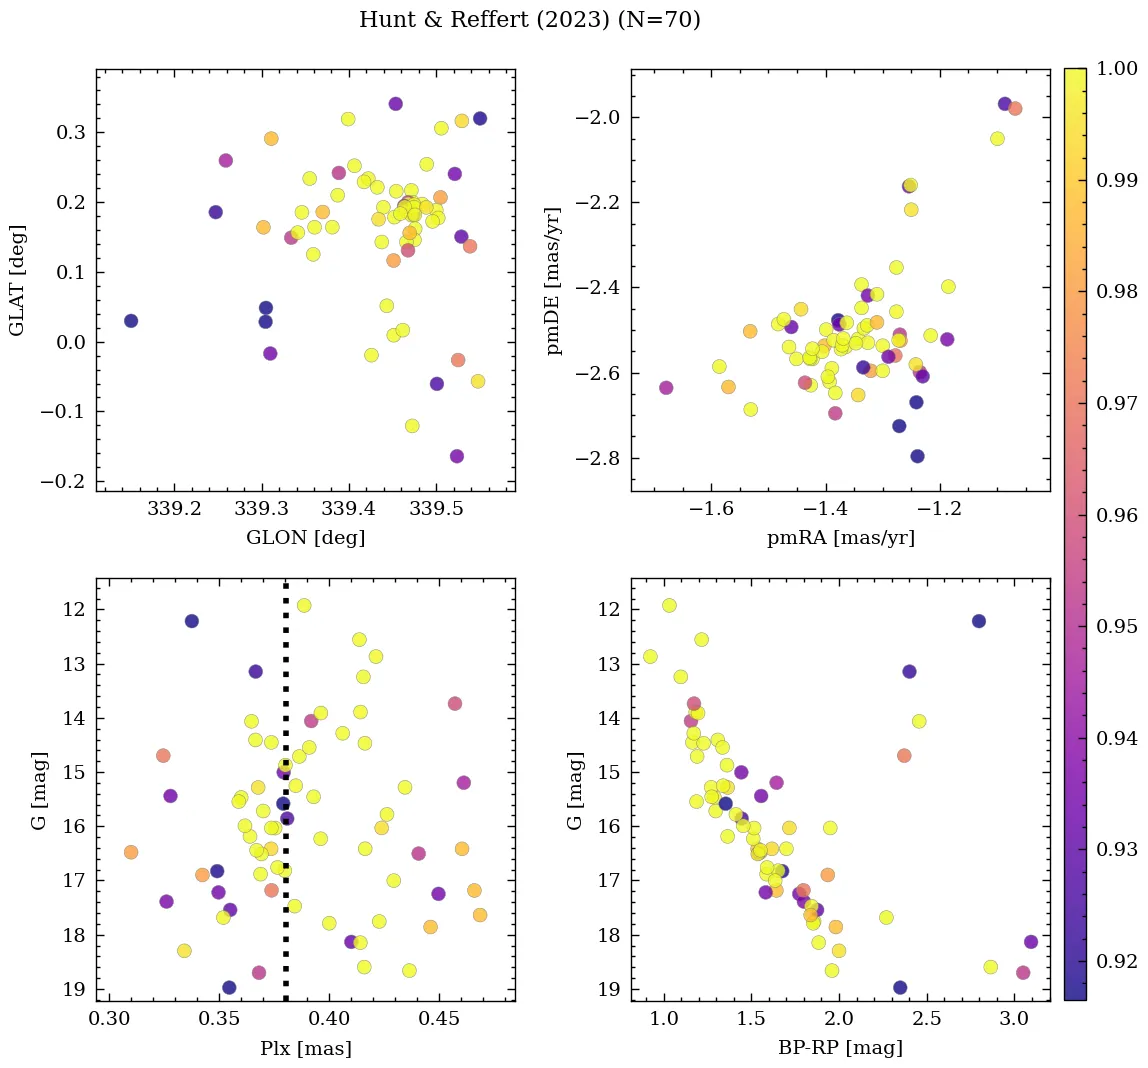 Hunt & Reffert (2023) (N=70)
GLAT [deg]
0.3
0.2
0.1
0.0
−0.1
−0.2
339.2 339.3 339.4 339.5
GLON [deg]
pmDE [mas/yr]
−2.0
−2.2
−2.4
−2.6
−2.8
−1.6 −1.4 −1.2
pmRA [mas/yr]
G [mag]
12
13
14
15
16
17
18
19
0.30 0.35 0.40 0.45
Plx [mas]
G [mag]
12
13
14
15
16
17
18
19
1.0 1.5 2.0 2.5 3.0
BP-RP [mag]
1.00
0.99
0.98
0.97
0.96
0.95
0.94
0.93
0.92